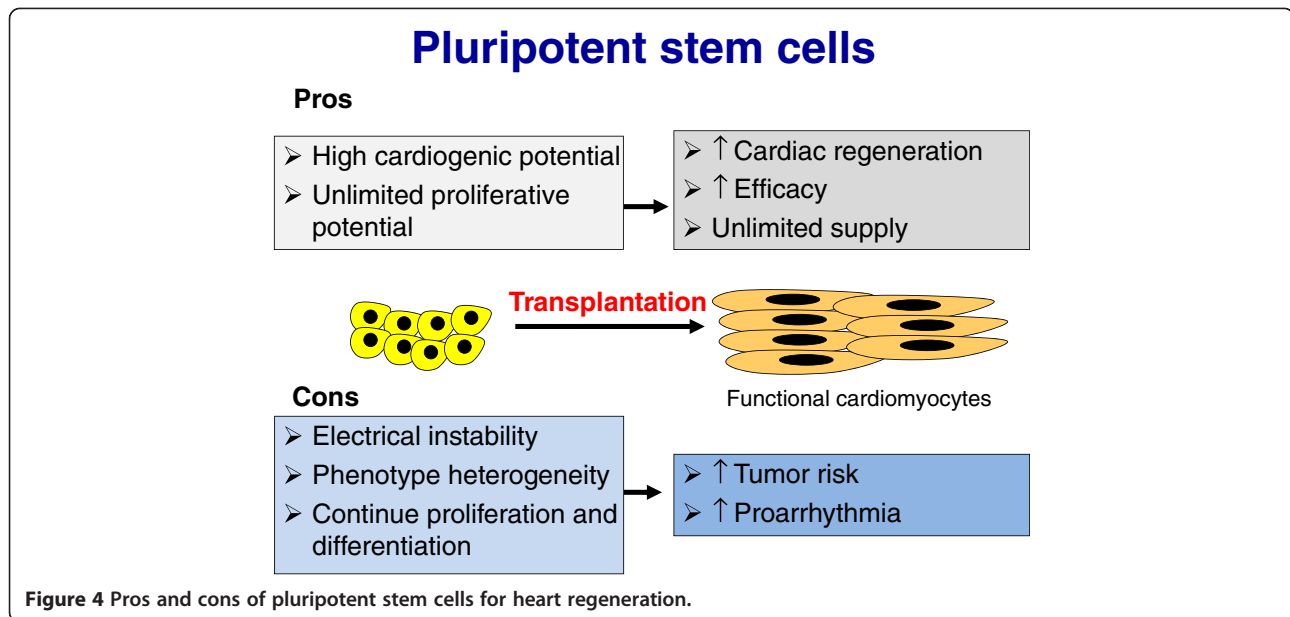 Pluripotent stem cells
Pros
➢ High cardiogenic potential
➢ Unlimited proliferative
potential
➢ ↑ Cardiac regeneration
➢ ↑ Efficacy
➢ Unlimited supply
Transplantation
Functional cardiomyocytes
Cons
➢ Electrical instability
➢ Phenotype heterogeneity
➢ Continue proliferation and
differentiation
➢ ↑ Tumor risk
➢ ↑ Proarrhythmia
Figure 4 Pros and cons of pluripotent stem cells for heart regeneration.